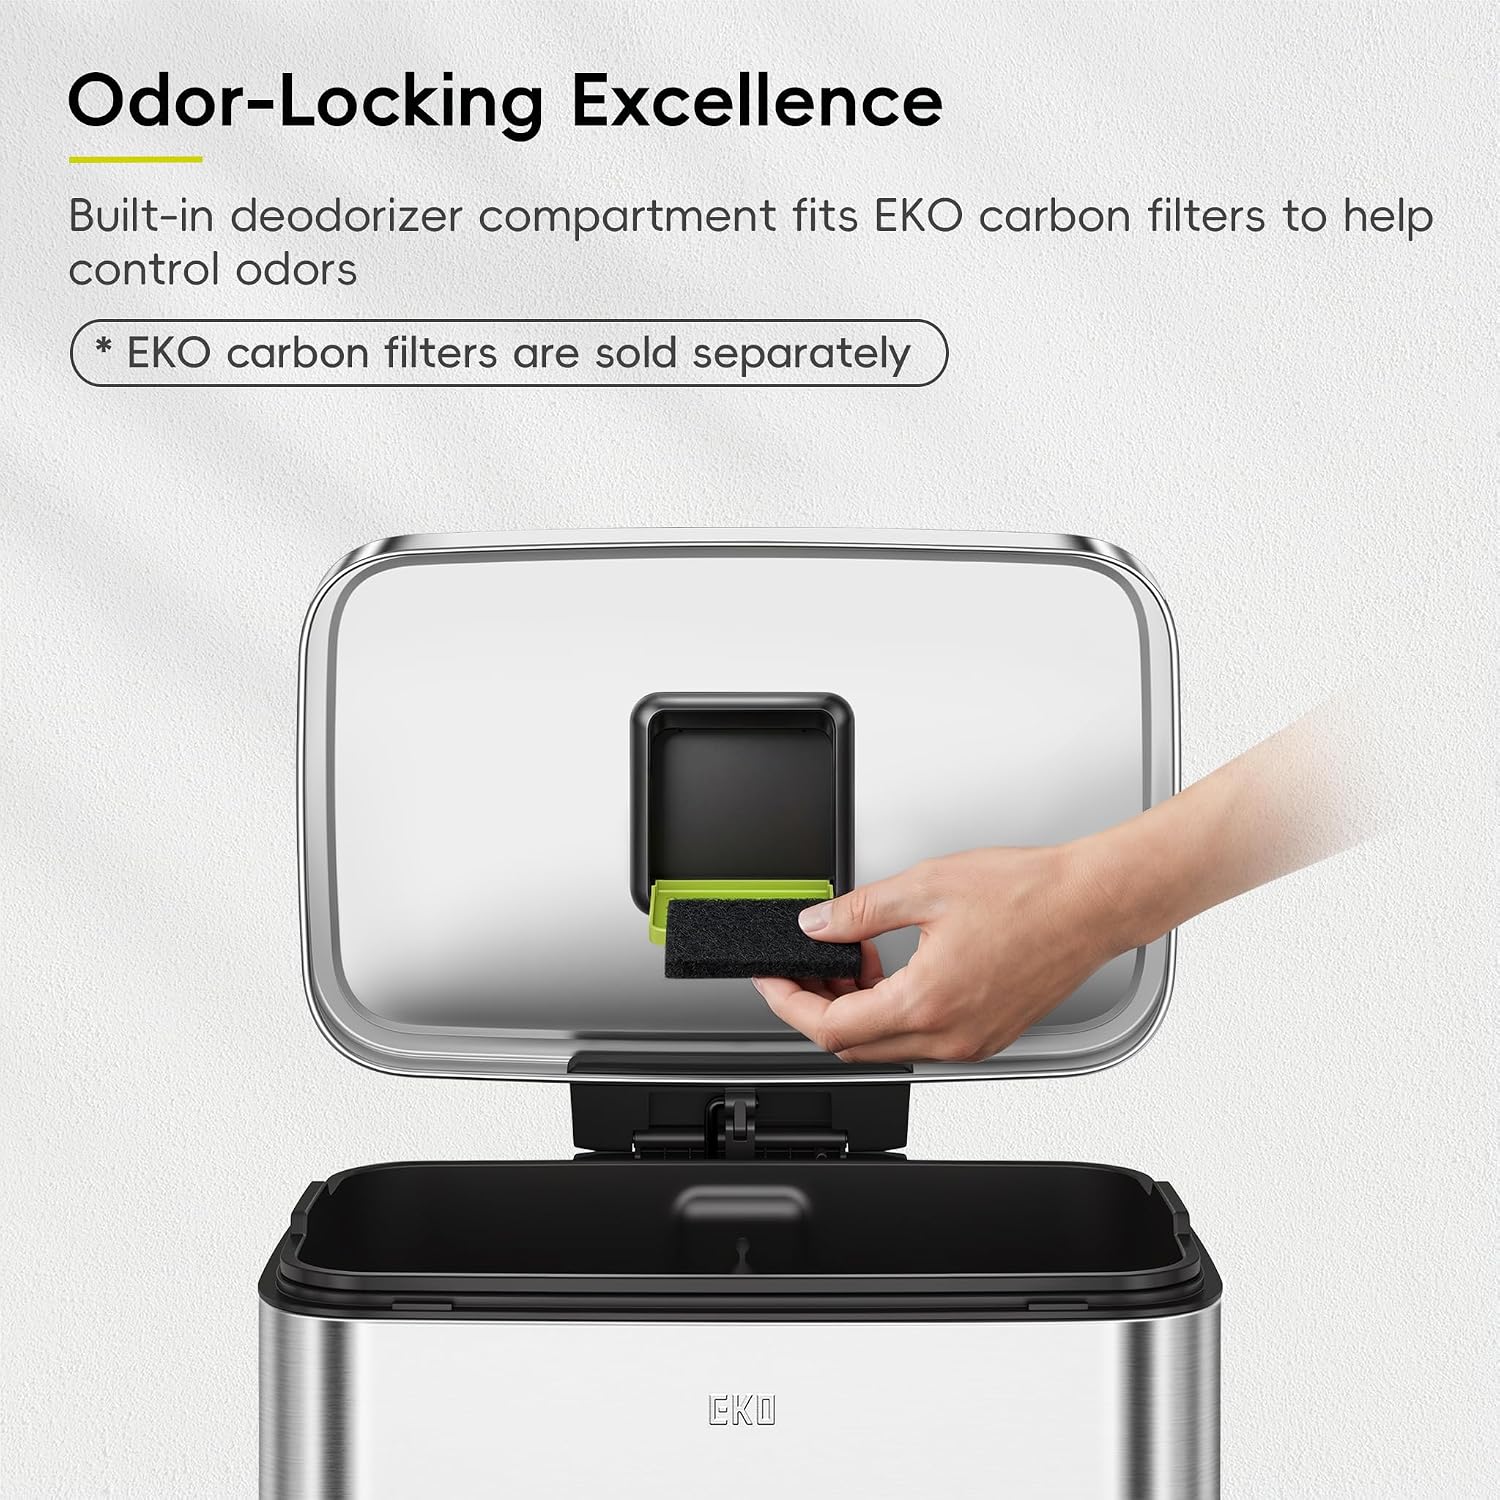 Odor-Locking Excellence
Built-in deodorizer compartment fits EKO carbon filters to help
control odors
* EKO carbon filters are sold separately
EKO